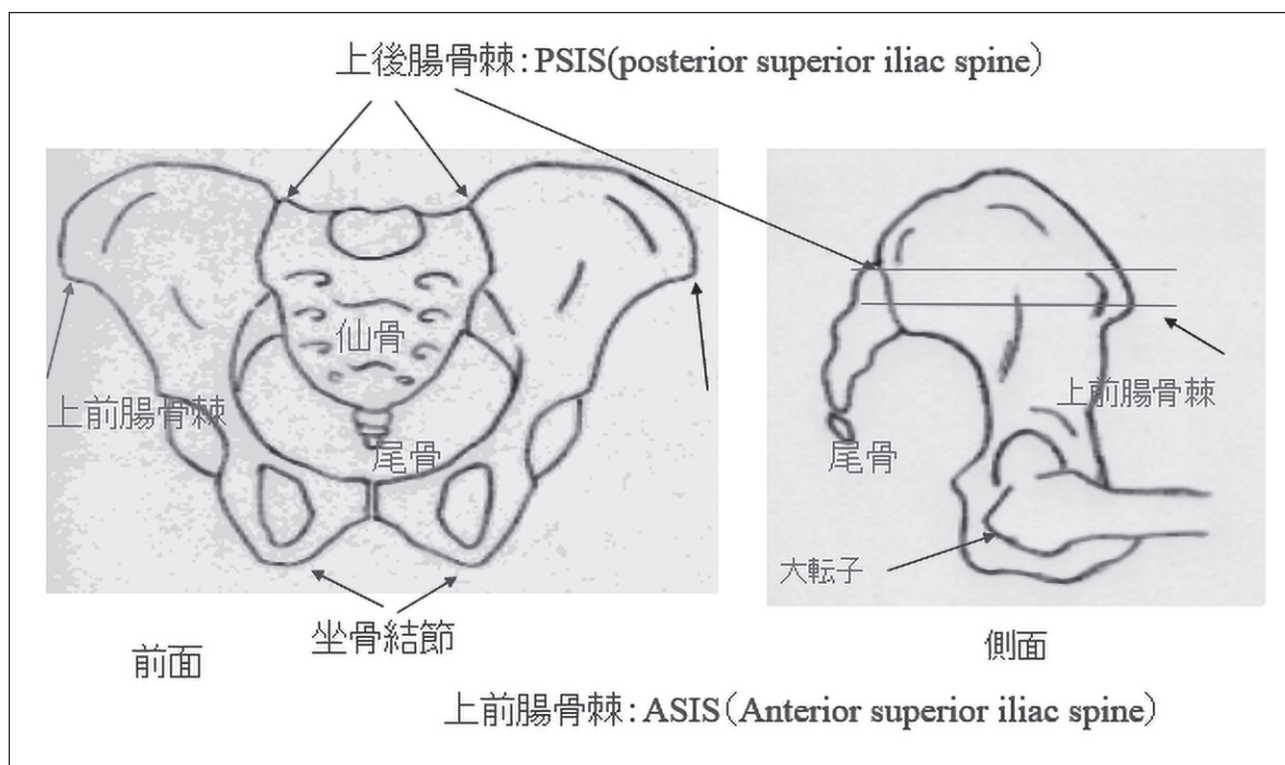 上後腸骨棘：PSIS(posterior superior iliac spine）
仙骨
上前腸骨棘
尾骨
坐骨結節
前面
上前腸骨棘
尾骨
大転子
側面
上前腸骨棘：ASIS（Anterior superior iliac spine）